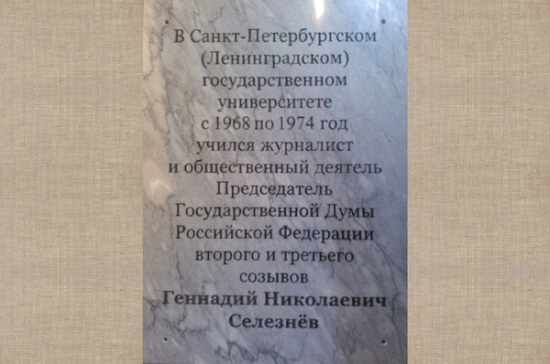 В Санкт-Петербургском
(Ленинградском)
государственном
университете
с 1968 по 1974 год
учился журналист
и общественный деятель
Председатель
Государственной Думы
Российской Федерации
второго и третьего
созывов
Геннадий Николаевич
Селезнёв